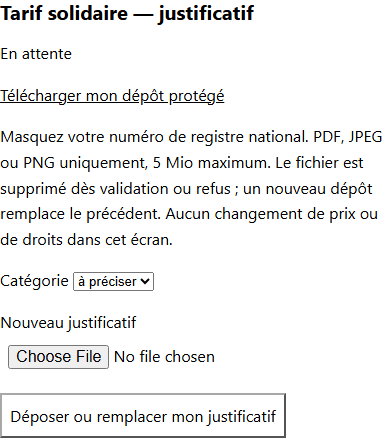 Tarif solidaire — justificatif
En attente
Télécharger mon dépôt protégé
Masquez votre numéro de registre national. PDF, JPEG
ou PNG uniquement, 5 Mio maximum. Le fichier est
supprimé dès validation ou refus ; un nouveau dépôt
remplace le précédent. Aucun changement de prix ou
de droits dans cet écran.
Catégorie à préciser
Nouveau justificatif
Choose File No file chosen
Déposer ou remplacer mon justificatif